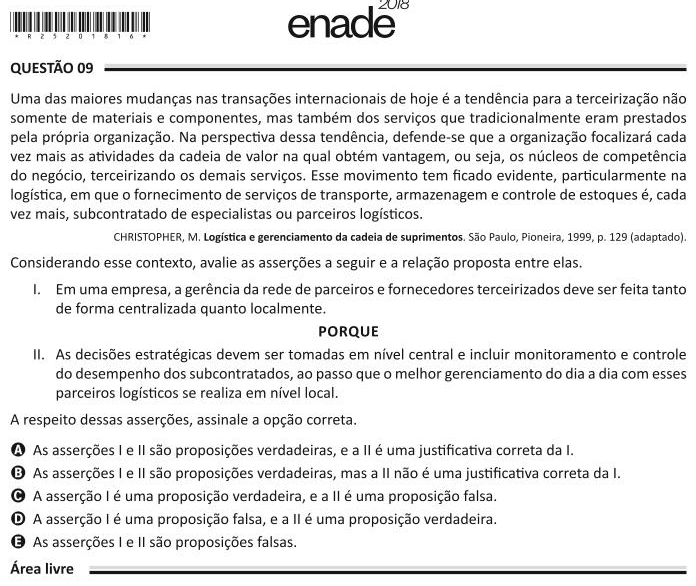 2018
enade
*R2520181 6*
QUESTÃO 09
Uma das maiores mudanças nas transações internacionais de hoje é a tendência para a terceirização não
somente de materiais e componentes, mas também dos serviços que tradicionalmente eram prestados
pela própria organização. Na perspectiva dessa tendência, defende-se que a organização focalizará cada
vez mais as atividades da cadeia de valor na qual obtém vantagem, ou seja, os núcleos de competência
do negócio, terceirizando os demais serviços. Esse movimento tem ficado evidente, particularmente na
logística, em que o fornecimento de serviços de transporte, armazenagem e controle de estoques é, cada
vez mais, subcontratado de especialistas ou parceiros logísticos.
CHRISTOPHER, M. Logística e gerenciamento da cadeia de suprimentos. São Paulo, Pioneira, 1999, p. 129 (adaptado).
Considerando esse contexto, avalie as asserções a seguir e a relação proposta entre elas.
I. Em uma empresa, a gerência da rede de parceiros e fornecedores terceirizados deve ser feita tanto
de forma centralizada quanto localmente.
PORQUE
II. As decisões estratégicas devem ser tomadas em nível central e incluir monitoramento e controle
do desempenho dos subcontratados, ao passo que o melhor gerenciamento do dia a dia com esses
parceiros logísticos se realiza em nível local.
A respeito dessas asserções, assinale a opção correta.
A As asserções I e II são proposições verdadeiras, e a II é uma justificativa correta da I.
B As asserções I e II são proposições verdadeiras, mas a II não é uma justificativa correta da I.
C A asserção I é uma proposição verdadeira, e a II é uma proposição falsa.
D A asserção I é uma proposição falsa, e a II é uma proposição verdadeira.
E As asserções I e II são proposições falsas.
Área livre